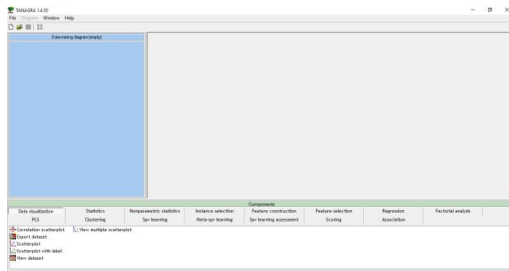 TANAGRA 1.4.50
File Diagram Window Help
Data mining diagram (empty)
Components
Data visualization Statistics Nonparametric statistics Instance selection Feature construction Feature selection Regression Factorial analysis
PLS Clustering Spv learning Meta-spv learning Spv learning assessment Scoring Association
Correlation scatterplot View multiple scatterplot
Export dataset
Scatterplot
Scatterplot with label
View dataset